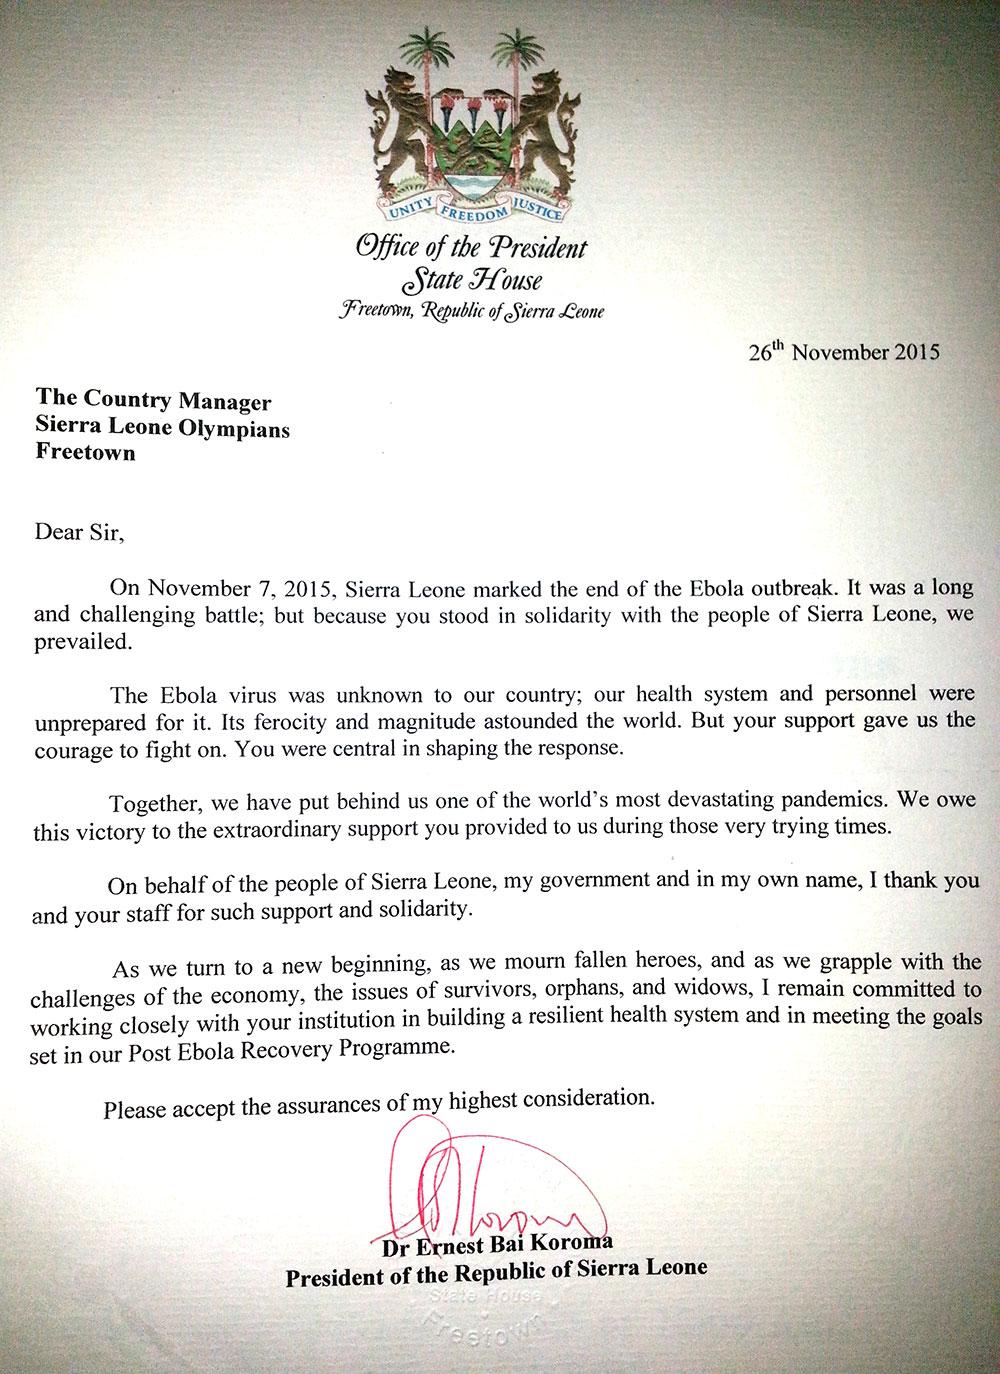 UNITY FREEDOM JUSTICE
Office of the President
State House
Freetown, Republic of Sierra Leone
26th November 2015
The Country Manager
Sierra Leone Olympians
Freetown
Dear Sir,
On November 7, 2015, Sierra Leone marked the end of the Ebola outbreak. It was a long
and challenging battle; but because you stood in solidarity with the people of Sierra Leone, we
prevailed.
The Ebola virus was unknown to our country; our health system and personnel were
unprepared for it. Its ferocity and magnitude astounded the world. But your support gave us the
courage to fight on. You were central in shaping the response.
Together, we have put behind us one of the world's most devastating pandemics. We owe
this victory to the extraordinary support you provided to us during those very trying times.
On behalf of the people of Sierra Leone, my government and in my own name, I thank you
and your staff for such support and solidarity.
As we turn to a new beginning, as we mourn fallen heroes, and as we grapple with the
challenges of the economy, the issues of survivors, orphans, and widows, I remain committed to
working closely with your institution in building a resilient health system and in meeting the goals
set in our Post Ebola Recovery Programme.
Please accept the assurances of my highest consideration.
Koroma
Dr Ernest Bai Koroma
President of the Republic of Sierra Leone
State House
Freetown